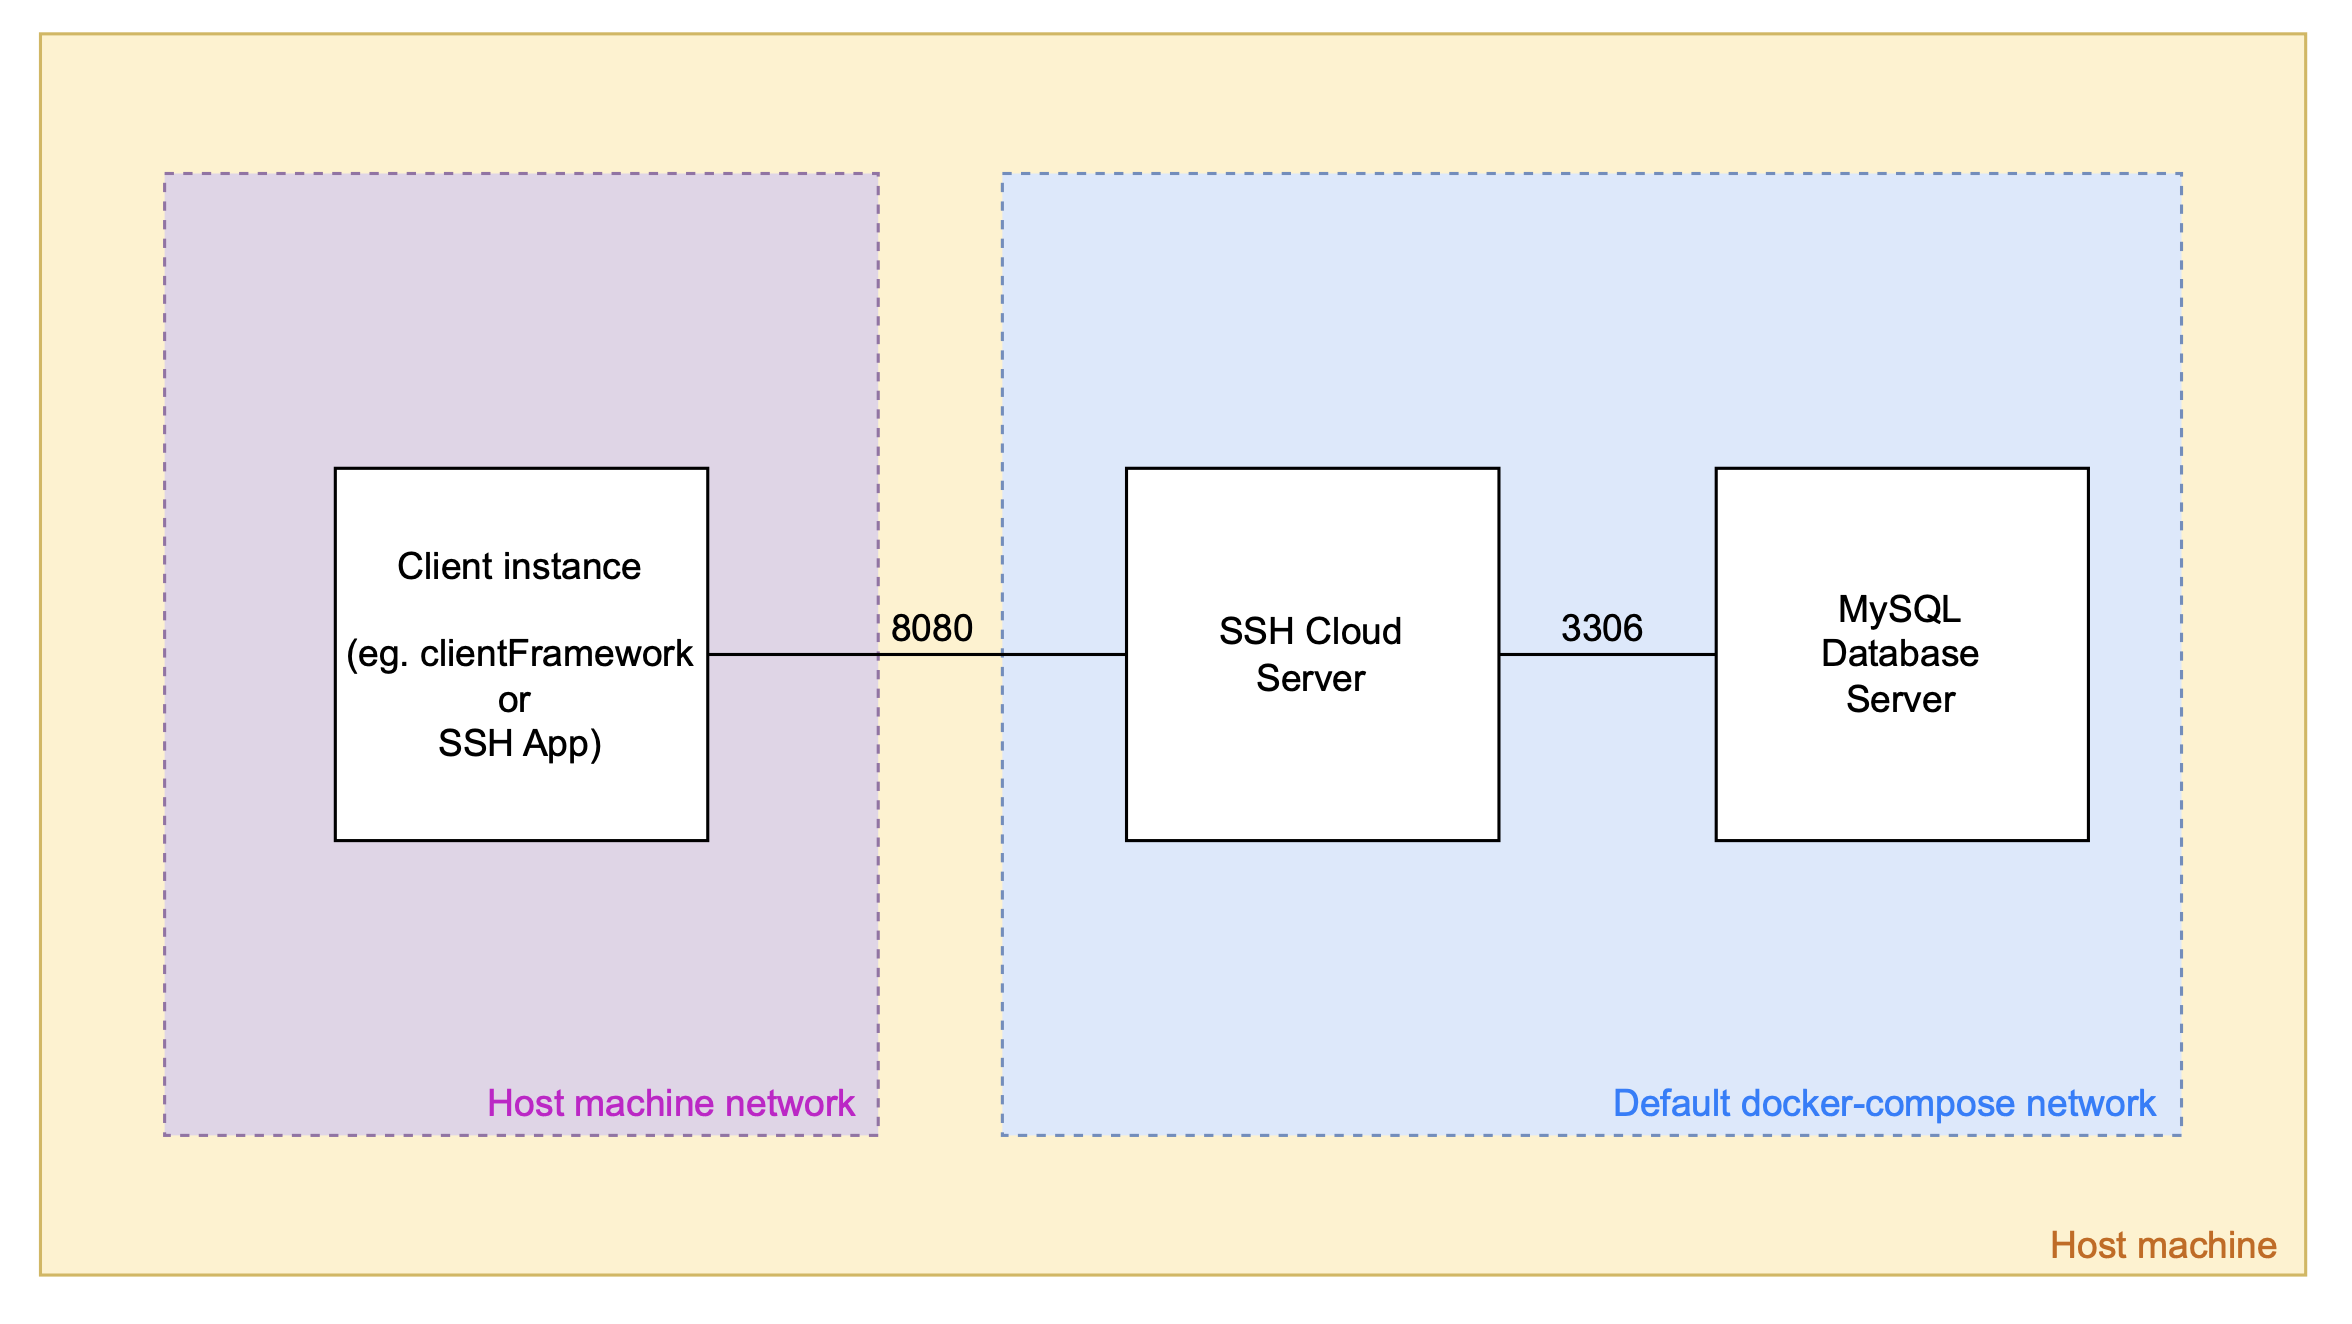 Client instance
(eg. clientFramework
or
SSH App)
8080
SSH Cloud
Server
3306
MySQL
Database
Server
Host machine network
Default docker-compose network
Host machine